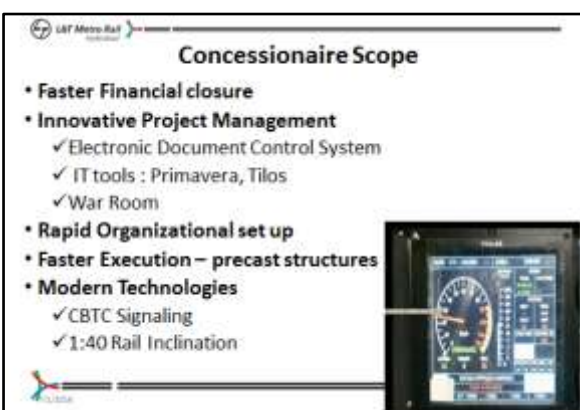 L&T Metro Rail
Hyderabad
Concessionaire Scope
• Faster Financial closure
• Innovative Project Management
✓Electronic Document Control System
✓ IT tools : Primavera, Tilos
✓War Room
• Rapid Organizational set up
• Faster Execution – precast structures
• Modern Technologies
✓CBTC Signaling
✓1:40 Rail Inclination